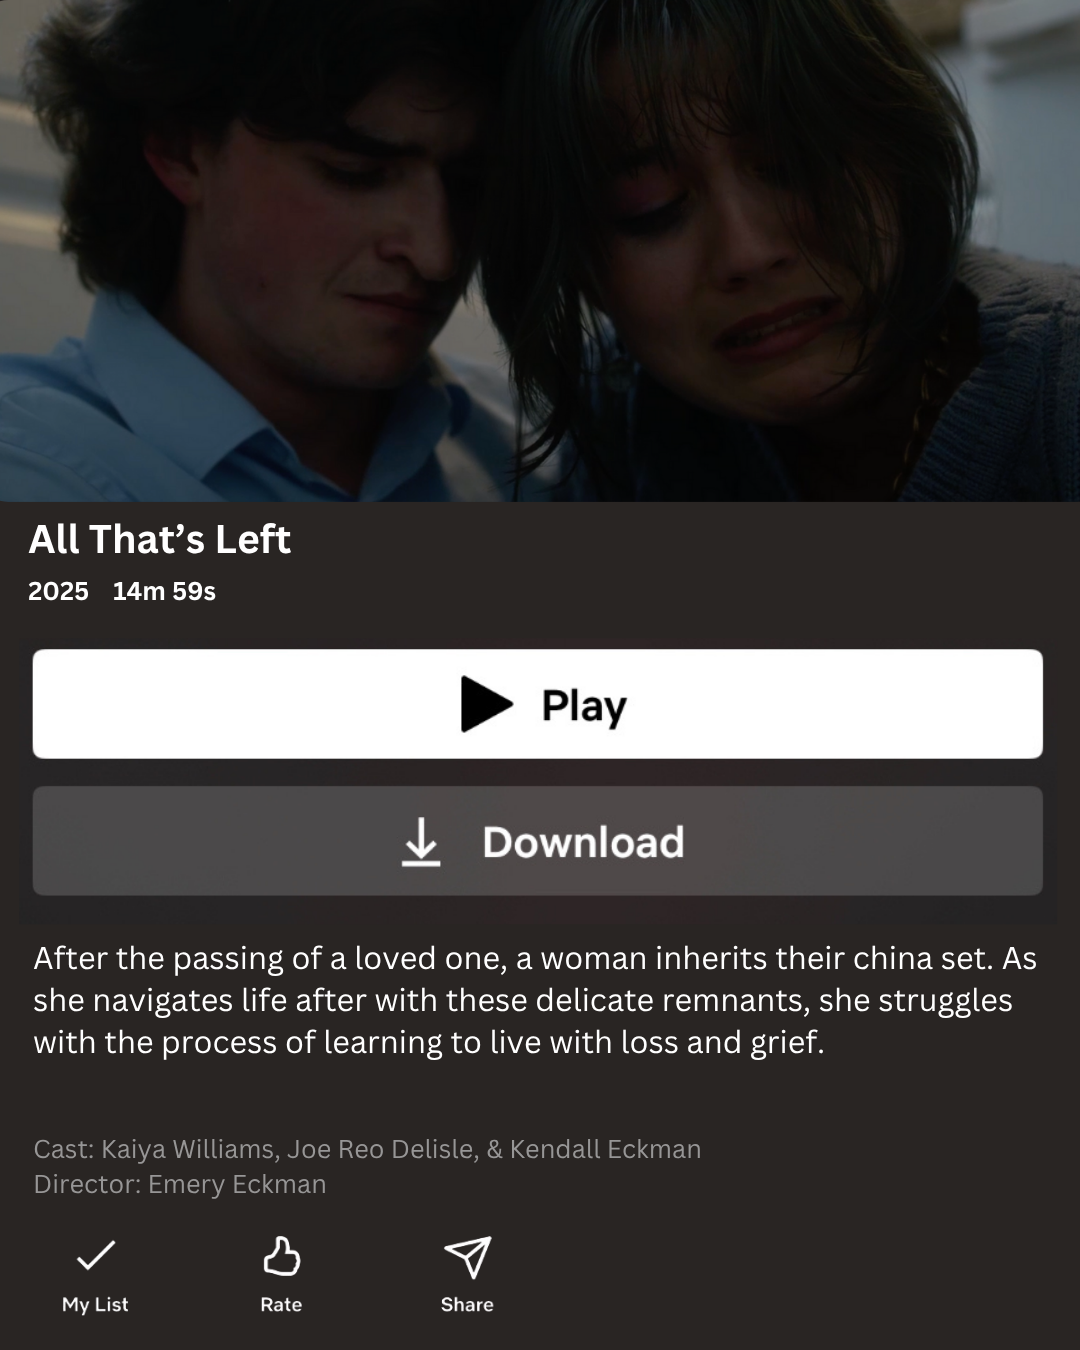 All That’s Left
2025 14m 59s
Play
Download
After the passing of a loved one, a woman inherits their china set. As
she navigates life after with these delicate remnants, she struggles
with the process of learning to live with loss and grief.
Cast: Kaiya Williams, Joe Reo Delisle, & Kendall Eckman
Director: Emery Eckman
My List Rate Share